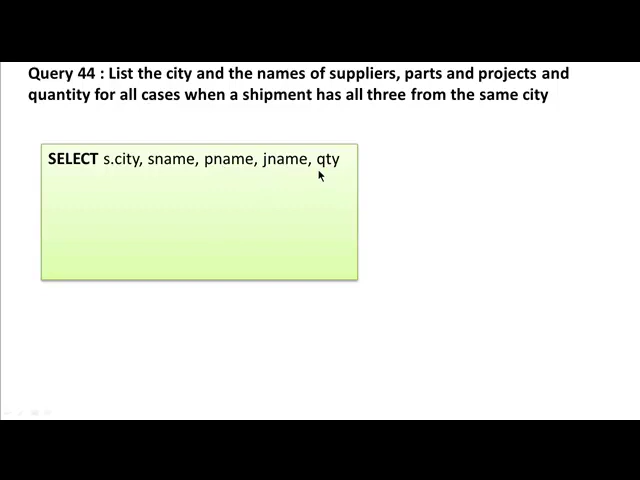 Query 44 : List the city and the names of suppliers, parts and projects and
quantity for all cases when a shipment has all three from the same city
SELECT s.city, sname, pname, jname, qty